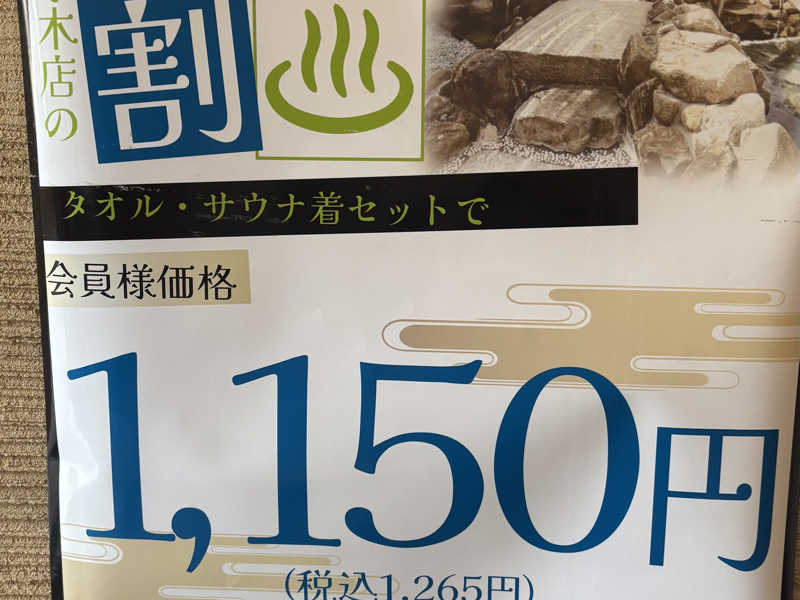 木店の
割
タオル・サウナ着セットで
会員様価格
1,150円
(税込1,265円)